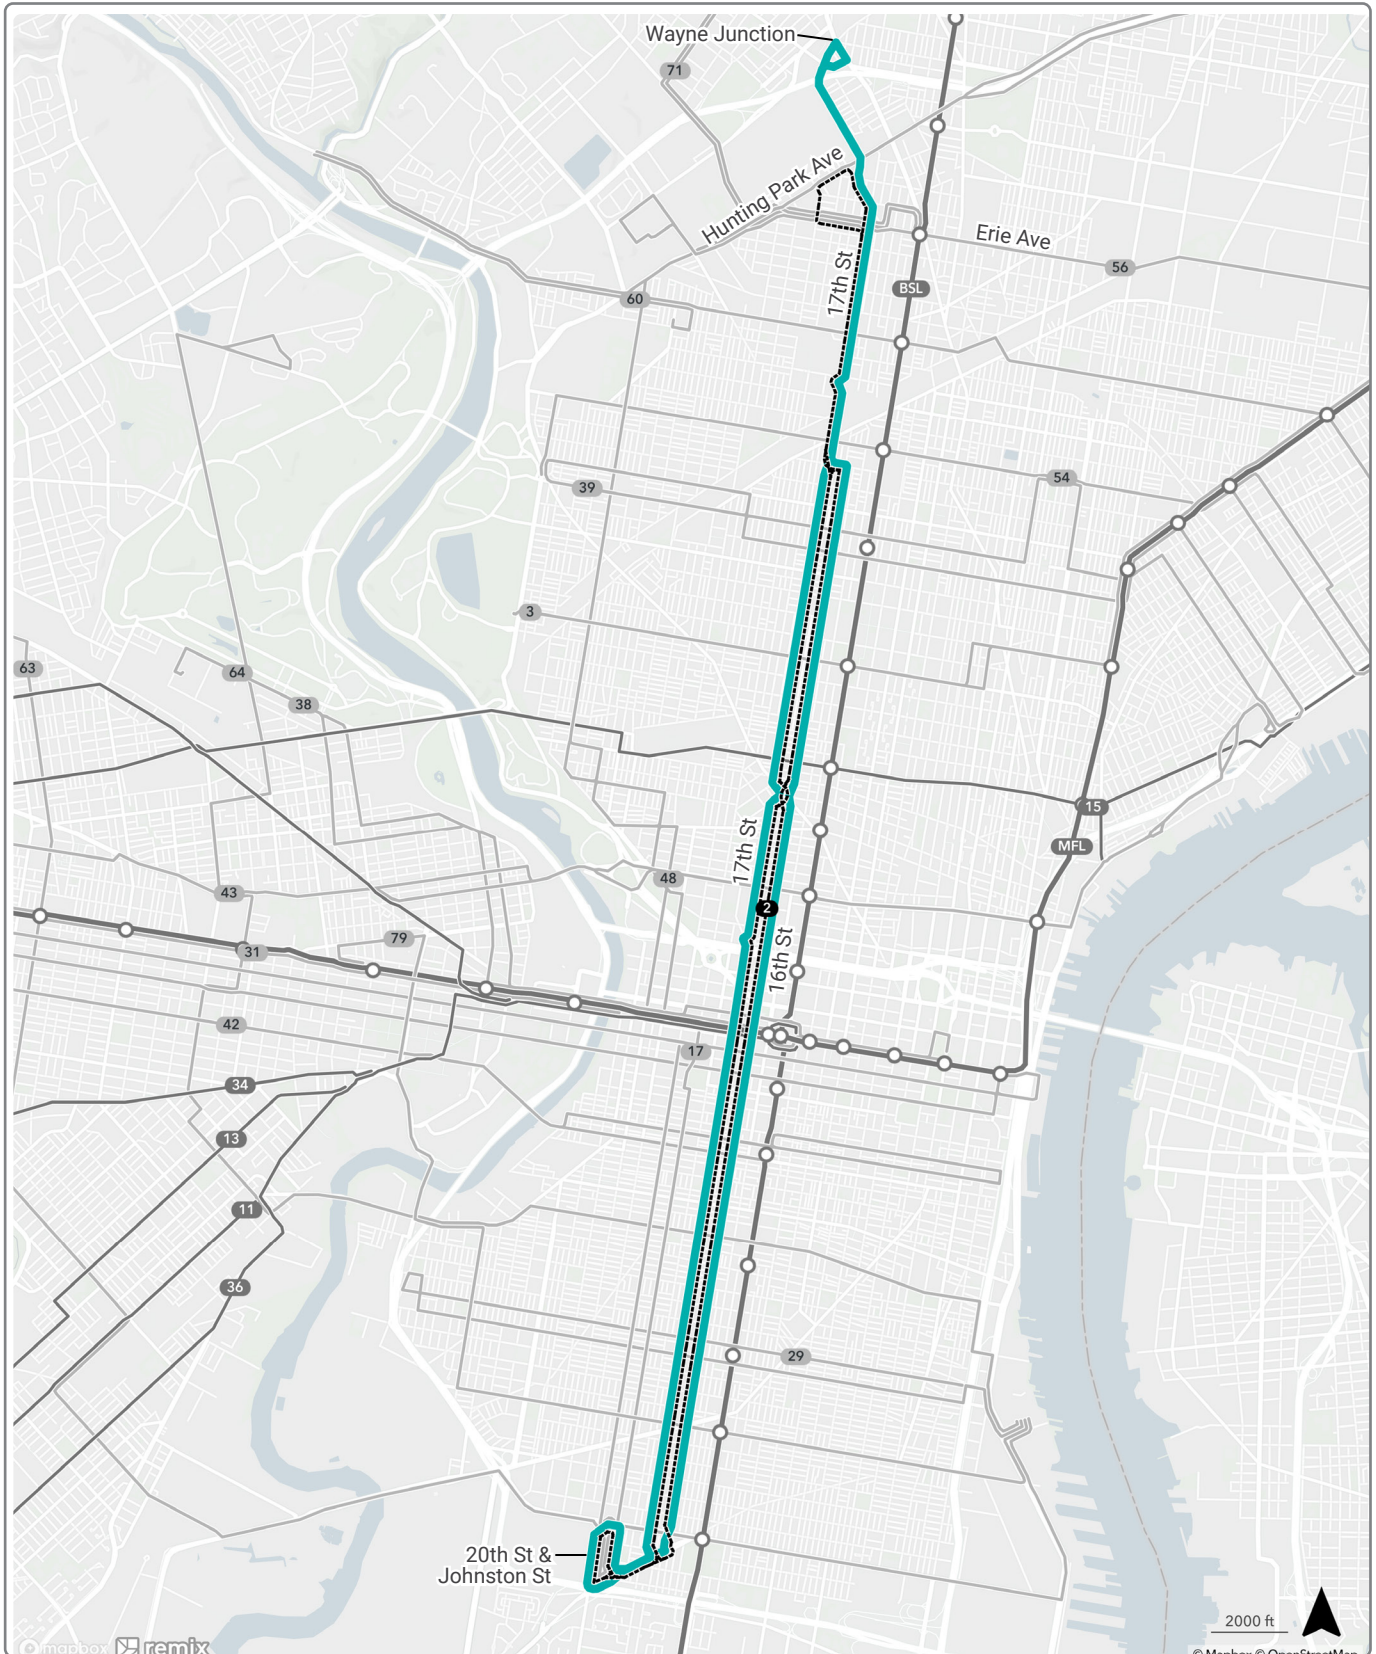 Wayne Junction
71
Hunting Park Ave
Erie Ave
56
17th St
BSL
60
54
39
3
63
64
38
15
17th St
MFL
48
43
2
79
31
16th St
42
17
34
13
11
36
29
20th St &
Johnston St
2000 ft
mapbox remix
© Mapbox © OpenStreetMap